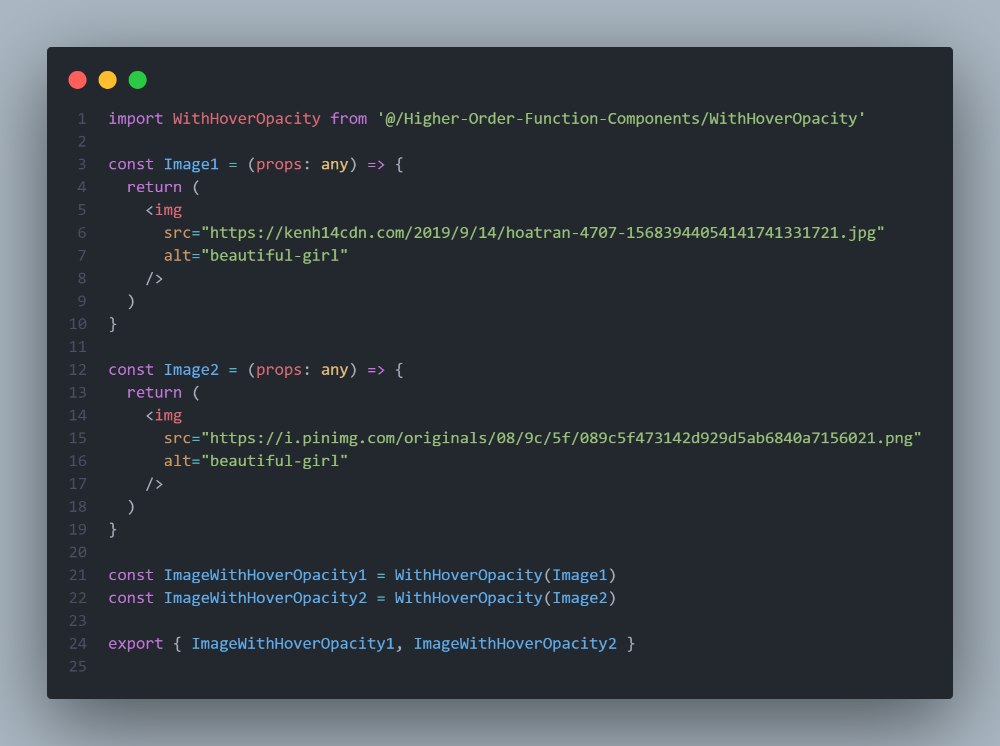 1 import WithHoverOpacity from '@/Higher-Order-Function-Components/WithHoverOpacity'
2
3 const Image1 = (props: any) => {
4   return (
5     <img
6       src="https://kenh14cdn.com/2019/9/14/hoatran-4707-15683944054141741331721.jpg"
7       alt="beautiful-girl"
8     />
9   )
10 }
11
12 const Image2 = (props: any) => {
13   return (
14     <img
15       src="https://i.pinimg.com/originals/08/9c/5f/089c5f473142d929d5ab6840a7156021.png"
16       alt="beautiful-girl"
17     />
18   )
19 }
20
21 const ImageWithHoverOpacity1 = WithHoverOpacity(Image1)
22 const ImageWithHoverOpacity2 = WithHoverOpacity(Image2)
23
24 export { ImageWithHoverOpacity1, ImageWithHoverOpacity2 }
25